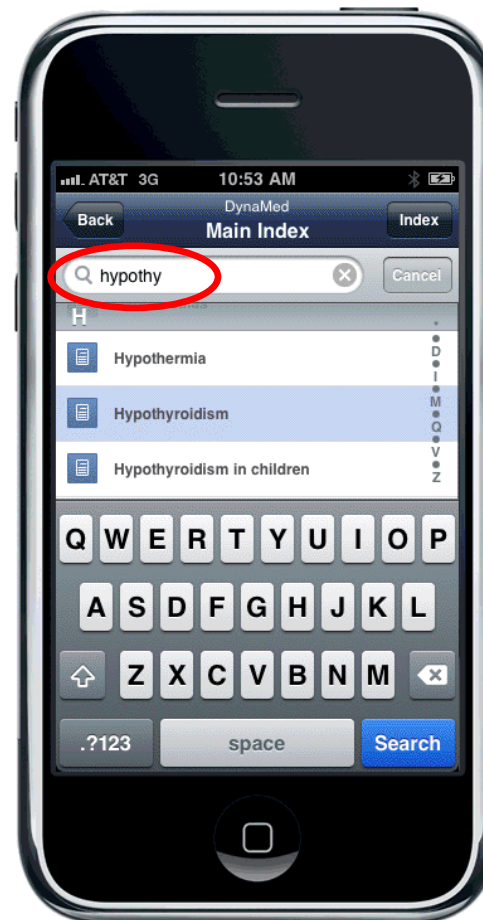 AT&T 3G 10:53 AM
DynaMed
Back Main Index Index
hypothy Cancel
H
Hypothermia
Hypothyroidism
Hypothyroidism in children
D
I
M
Q
V
Z
Q W E R T Y U I O P
A S D F G H J K L
Z X C V B N M
.?123 space Search